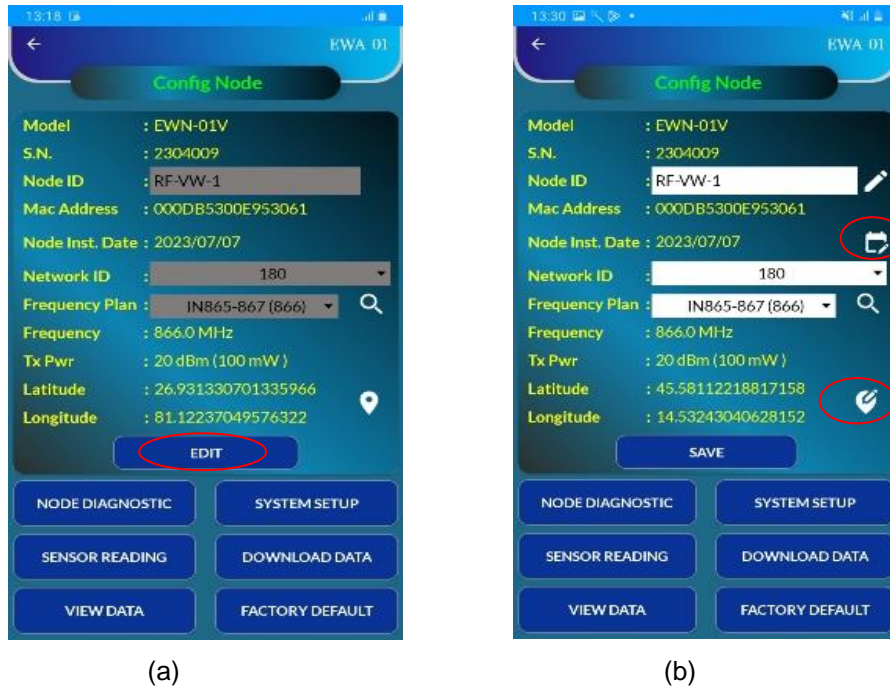 13:18
EWA 01
Config Node
Model : EWN-01V
S.N. : 2304009
Node ID : RF-VW-1
Mac Address : 000DB5300E953061
Node Inst. Date : 2023/07/07
Network ID : 180
Frequency Plan : IN865-867 (866)
Frequency : 866.0 MHz
Tx Pwr : 20 dBm (100 mW )
Latitude : 26.931330701335966
Longitude : 81.12237049576322
EDIT
NODE DIAGNOSTIC SYSTEM SETUP
SENSOR READING DOWNLOAD DATA
VIEW DATA FACTORY DEFAULT
(a)
13:30
EWA 01
Config Node
Model : EWN-01V
S.N. : 2304009
Node ID : RF-VW-1
Mac Address : 000DB5300E953061
Node Inst. Date : 2023/07/07
Network ID : 180
Frequency Plan : IN865-867 (866)
Frequency : 866.0 MHz
Tx Pwr : 20 dBm (100 mW )
Latitude : 45.58112218817158
Longitude : 14.53243040628152
SAVE
NODE DIAGNOSTIC SYSTEM SETUP
SENSOR READING DOWNLOAD DATA
VIEW DATA FACTORY DEFAULT
(b)